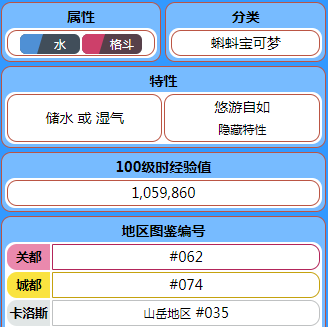 属性 分类
水 格斗 蝌蚪宝可梦
特性
储水 或 湿气 悠游自如
隐藏特性
100级时经验值
1,059,860
地区图鉴编号
关都 #062
城都 #074
卡洛斯 山岳地区 #035